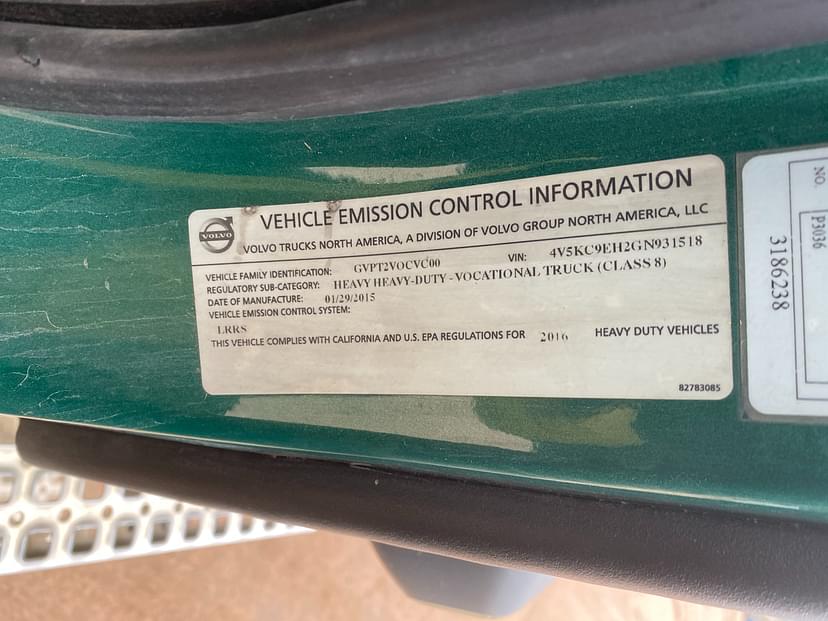 VOLVO
VEHICLE EMISSION CONTROL INFORMATION
VOLVO TRUCKS NORTH AMERICA, A DIVISION OF VOLVO GROUP NORTH AMERICA, LLC
VEHICLE FAMILY IDENTIFICATION: GVPT2VOCVC00 VIN: 4V5KC9EH2GN931518
REGULATORY SUB-CATEGORY: HEAVY HEAVY-DUTY - VOCATIONAL TRUCK (CLASS 8)
DATE OF MANUFACTURE: 01/29/2015
VEHICLE EMISSION CONTROL SYSTEM:
LRRS
THIS VEHICLE COMPLIES WITH CALIFORNIA AND U.S. EPA REGULATIONS FOR 2016 HEAVY DUTY VEHICLES
82783085
NO.
P3036
3186238